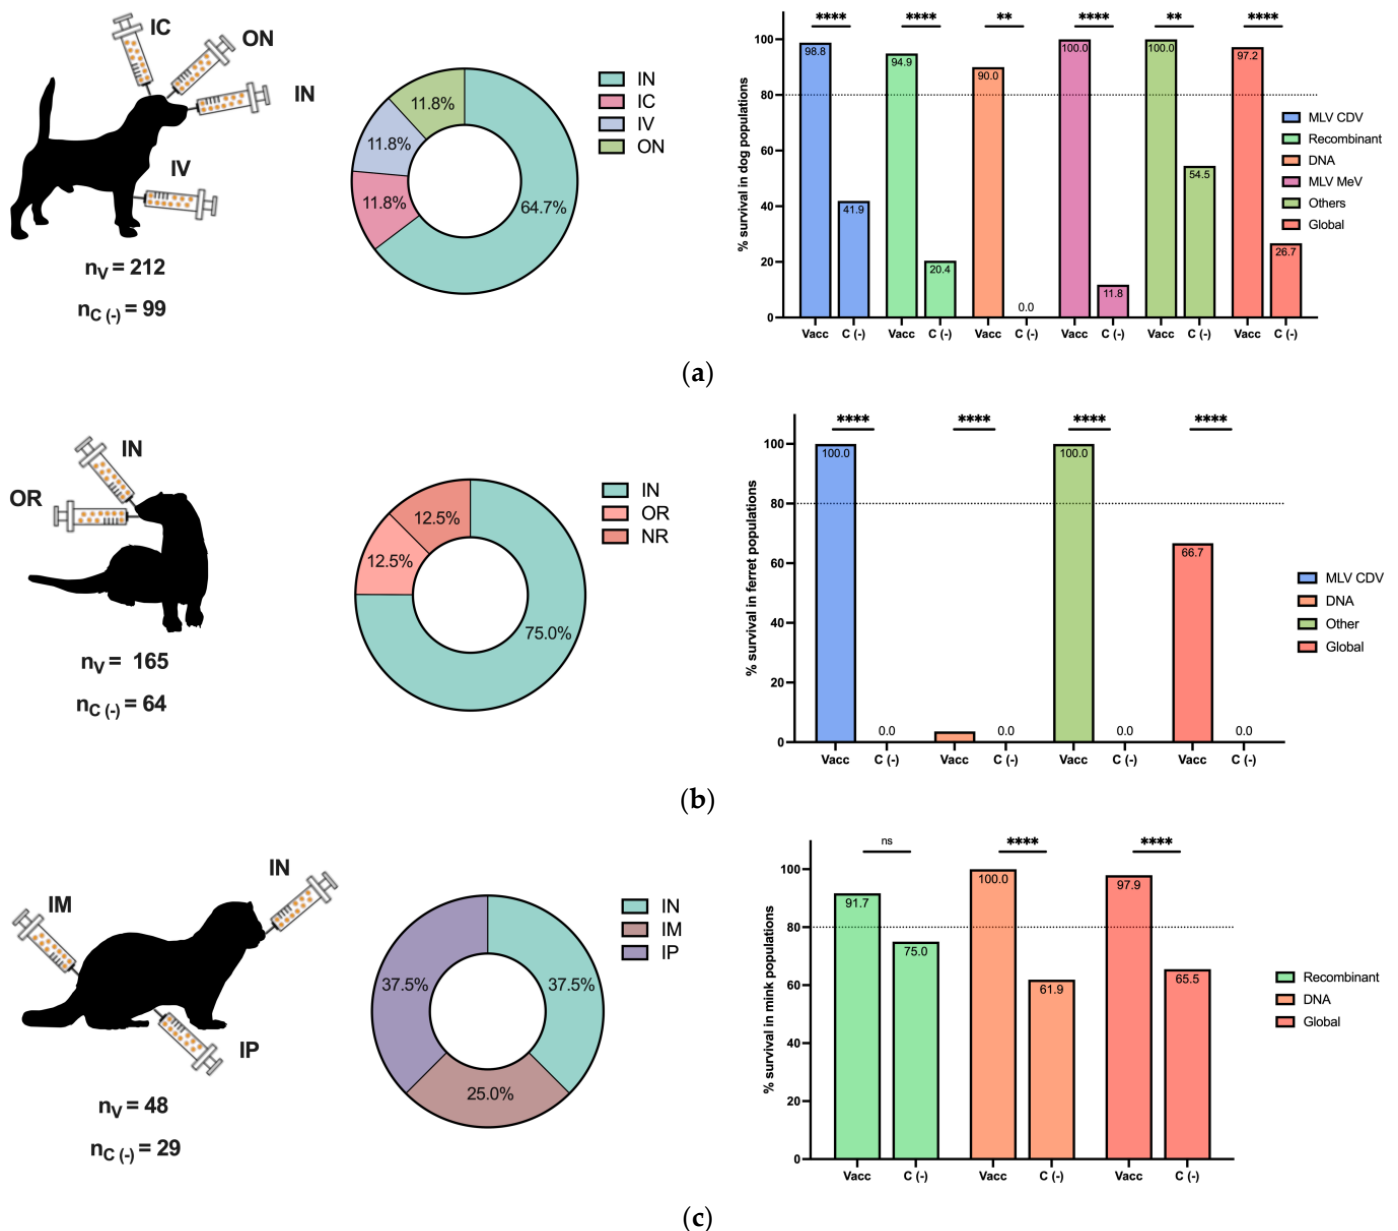 IC
ON
IN
IV
n_V = 212
n_C (-) = 99
11.8%
11.8%
11.8%
64.7%
IN
IC
IV
ON
% survival in dog populations
100
80
60
40
20
0
**** **** ** **** ** ****
98.8 41.9 94.9 20.4 90.0 0.0 100.0 11.8 100.0 54.5 97.2 26.7
Vacc C (-) Vacc C (-) Vacc C (-) Vacc C (-) Vacc C (-) Vacc C (-)
MLV CDV
Recombinant
DNA
MLV MeV
Others
Global
(a)
IN
OR
n_V = 165
n_C (-) = 64
12.5%
12.5%
75.0%
IN
OR
NR
% survival in ferret populations
100
80
60
40
20
0
**** **** **** ****
100.0 0.0 0.0 100.0 0.0 66.7 0.0
Vacc C (-) Vacc C (-) Vacc C (-) Vacc C (-)
MLV CDV
DNA
Other
Global
(b)
IN
IM
IP
n_V = 48
n_C (-) = 29
37.5%
37.5%
25.0%
IN
IM
IP
% survival in mink populations
100
80
60
40
20
0
ns **** ****
91.7 75.0 100.0 61.9 97.9 65.5
Vacc C (-) Vacc C (-) Vacc C (-)
Recombinant
DNA
Global
(c)